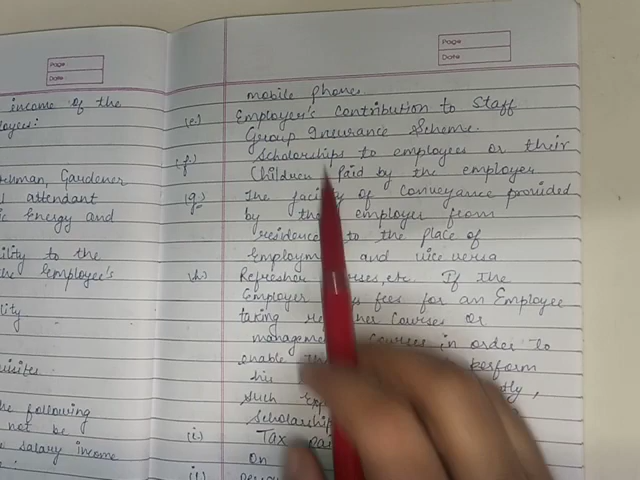 Page
Date
income of the
loyees:
Gardener
attendant
Energy and
ility to the
the Employee's
lity
uisites
he following
not be
salary income
Page
Date
mobile phone
(e) Employer's contribution to staff
Group Insurance Scheme.
(f) Scholarships to employees or their
Children paid by the employer
(g) The facility of conveyance provided
by the employer from
residence to the place of
employm and vice versa
(h) Refresher courses, etc. If the
Employer fees for an Employee
taking courses or
management courses in order to
enable perform
his
such
Scholarship
(i) Tax
on